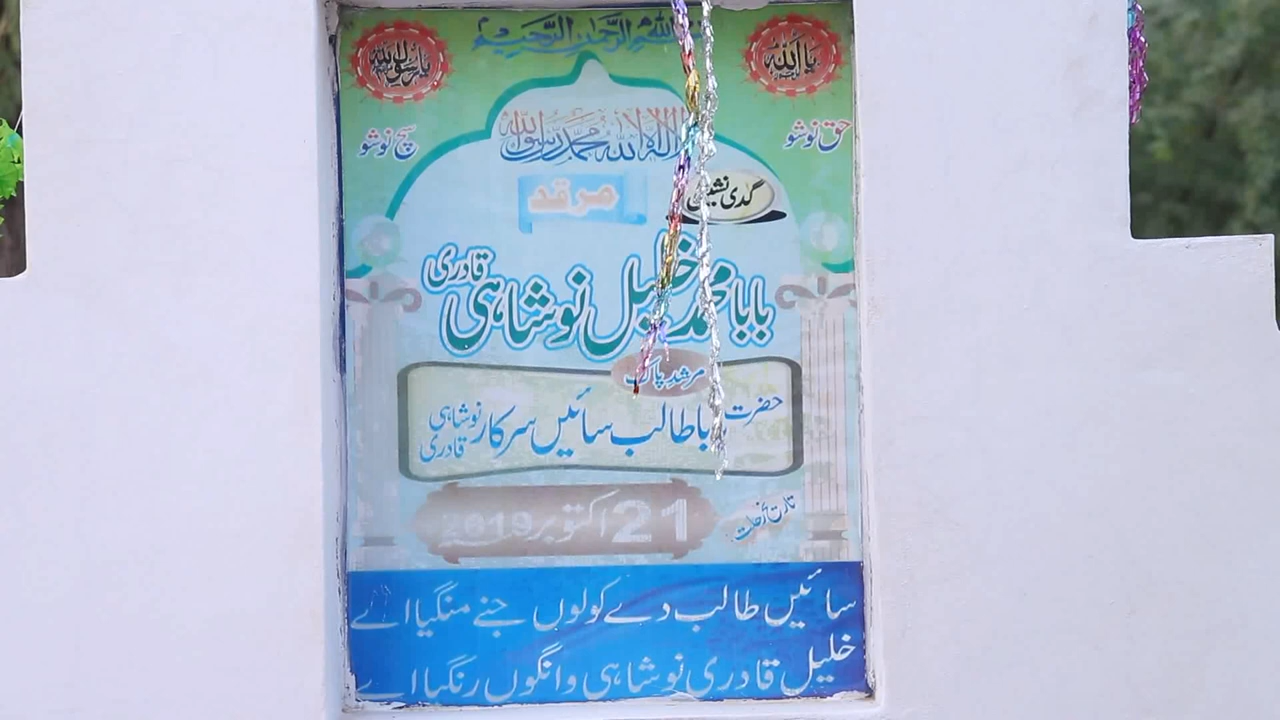 بسم اللہ الرحمن الرحیم
یا اللہ
یا رسول اللہ
حق نوشو
سچ نوشو
لا الہ الا اللہ محمد رسول اللہ
مرقد
گدی نشین
بابا محمد خلیل نوشاہی قادری
مرشد پاک
حضرت بابا طالب سائیں سرکار نوشاہی قادری
تاریخ رحلت
21 اکتوبر 2019
سائیں طالب دے کولوں جنے منگیا اے
خلیل قادری نوشاہی وانگوں رنگیا اے